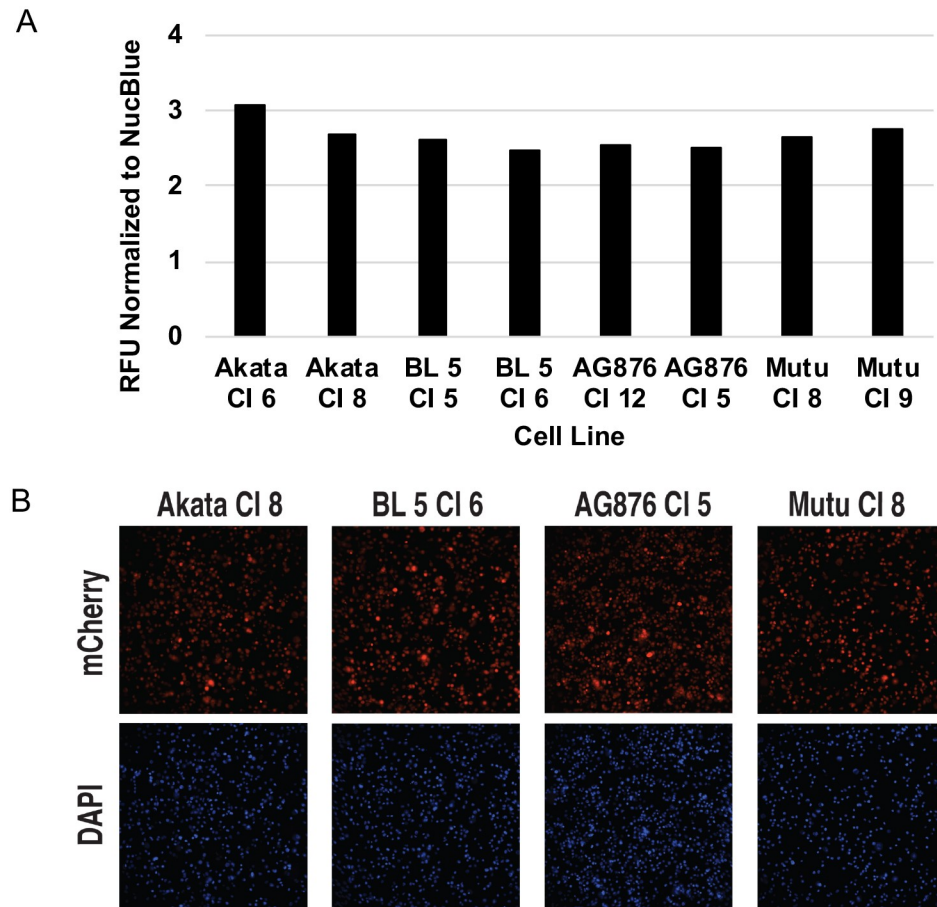 A
RFU Normalized to NucBlue
4
3
2
1
0
Akata Cl 6
Akata Cl 8
BL 5 Cl 5
BL 5 Cl 6
AG876 Cl 12
AG876 Cl 5
Mutu Cl 8
Mutu Cl 9
Cell Line
B
Akata Cl 8
BL 5 Cl 6
AG876 Cl 5
Mutu Cl 8
mCherry
DAPI